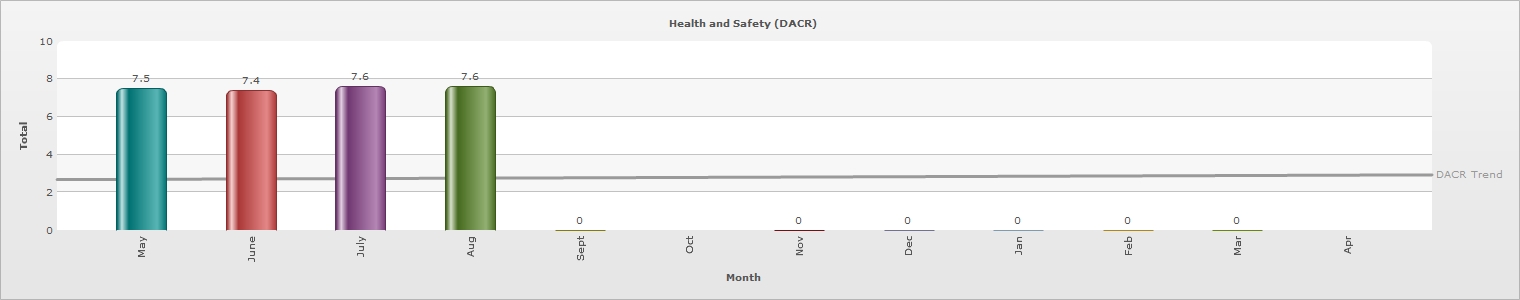 Health and Safety (DACR)
Total
10
8
6
4
2
0
7.5
7.4
7.6
7.6
0
0
0
0
0
0
DACR Trend
May
June
July
Aug
Sept
Oct
Nov
Dec
Jan
Feb
Mar
Apr
Month